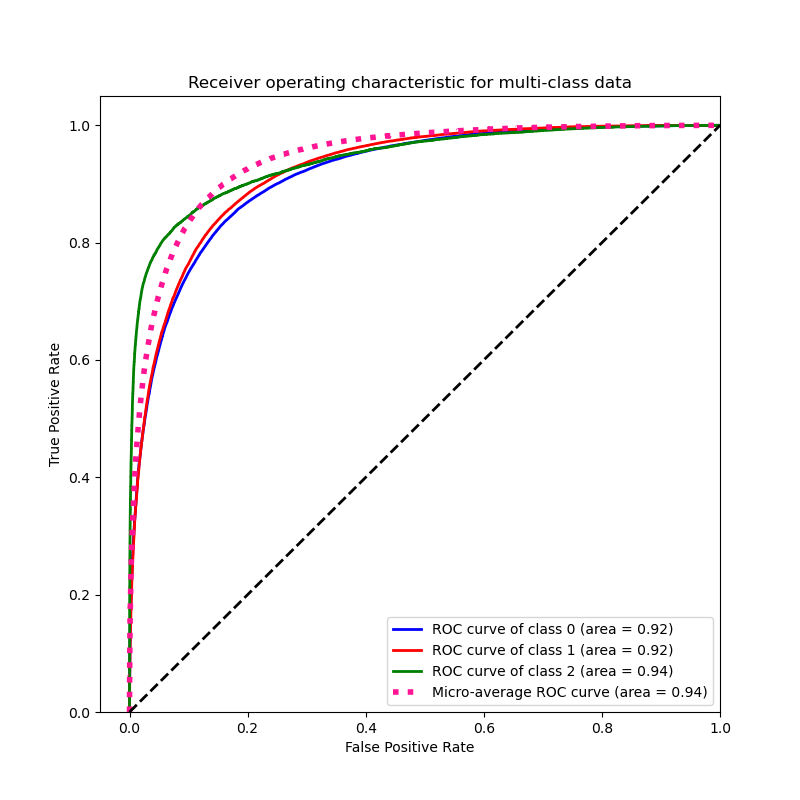 Receiver operating characteristic for multi-class data
True Positive Rate
1.0
0.8
0.6
0.4
0.2
0.0
ROC curve of class 0 (area = 0.92)
ROC curve of class 1 (area = 0.92)
ROC curve of class 2 (area = 0.94)
Micro-average ROC curve (area = 0.94)
0.0 0.2 0.4 0.6 0.8 1.0
False Positive Rate